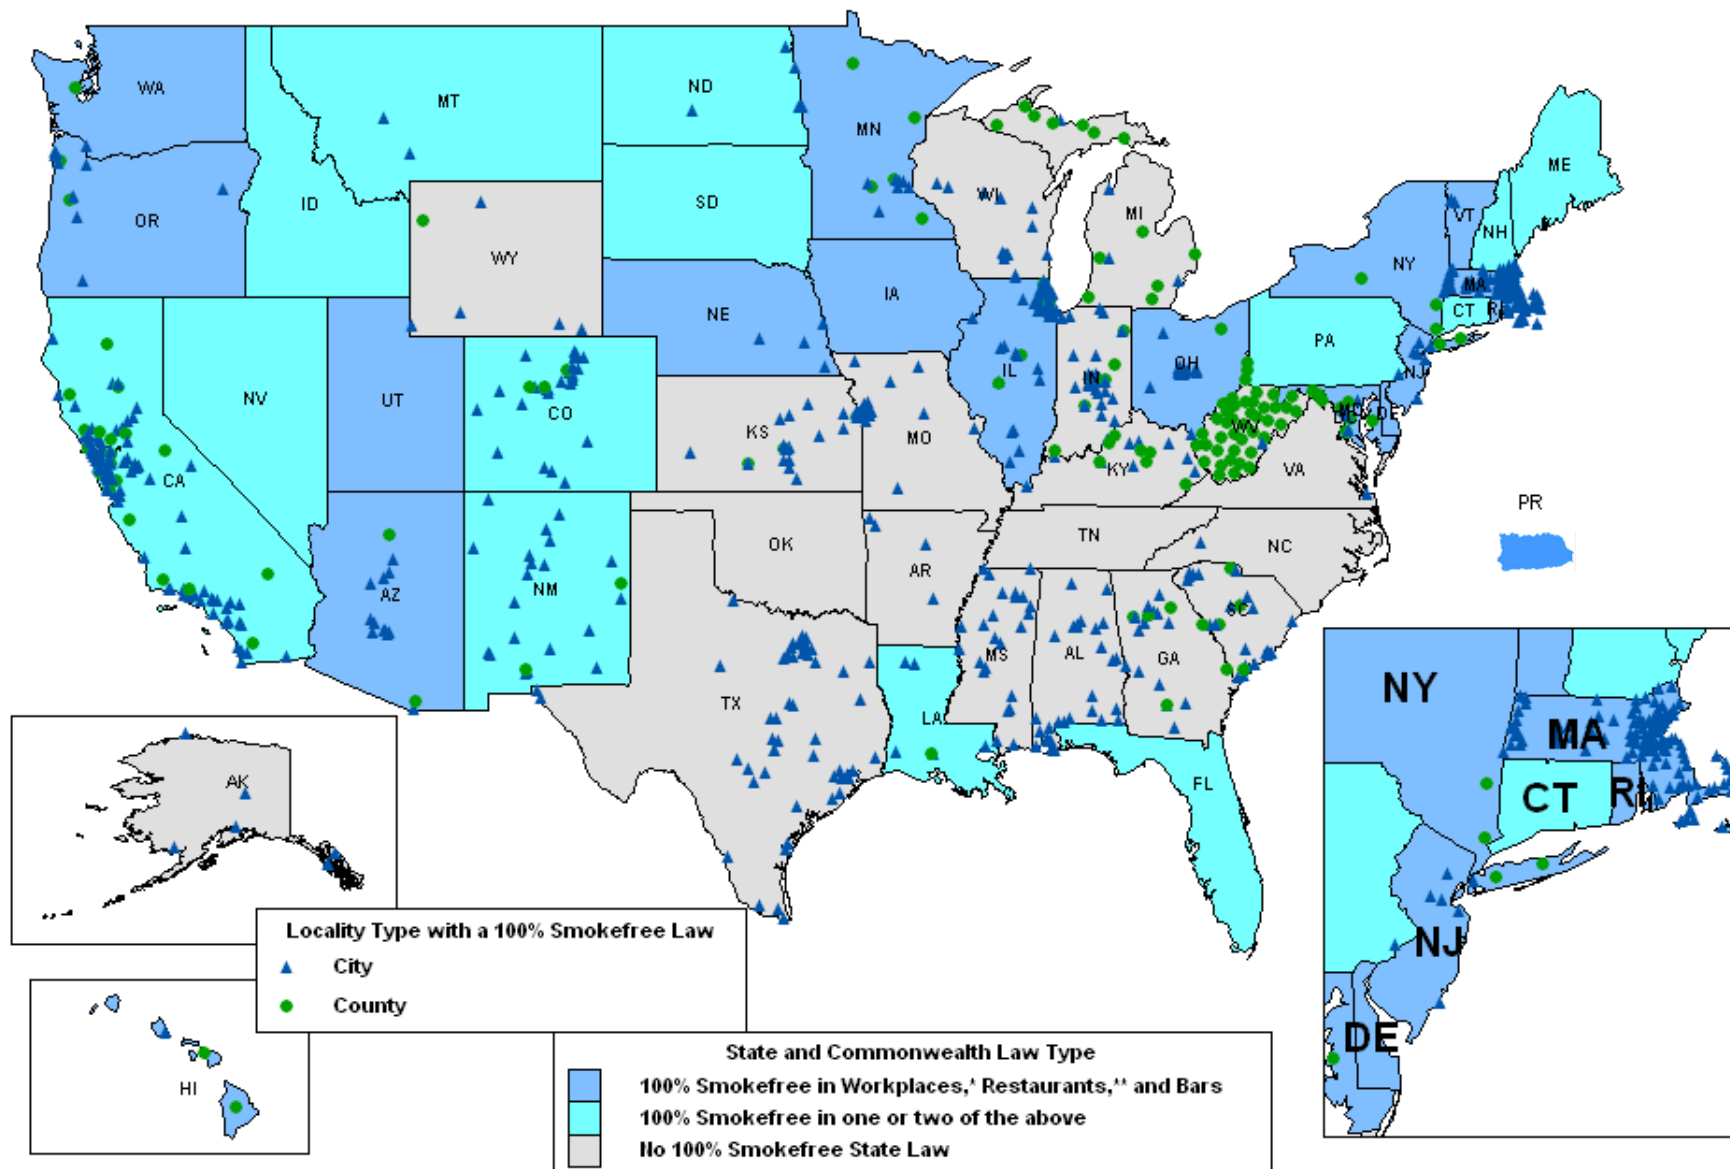 WA
MT
ND
MN
ME
ID
OR
SD
WI
MI
VT
NH
NY
WY
MA
CT
RI
IA
NE
PA
NV
UT
CO
IL
IN
OH
NJ
MD
DE
DC
WV
KS
MO
KY
VA
CA
PR
OK
TN
NC
AR
AZ
NM
SC
MS
AL
GA
TX
LA
FL
AK
HI
NY
MA
CT
RI
NJ
DE
Locality Type with a 100% Smokefree Law
City
County
State and Commonwealth Law Type
100% Smokefree in Workplaces,* Restaurants,** and Bars
100% Smokefree in one or two of the above
No 100% Smokefree State Law